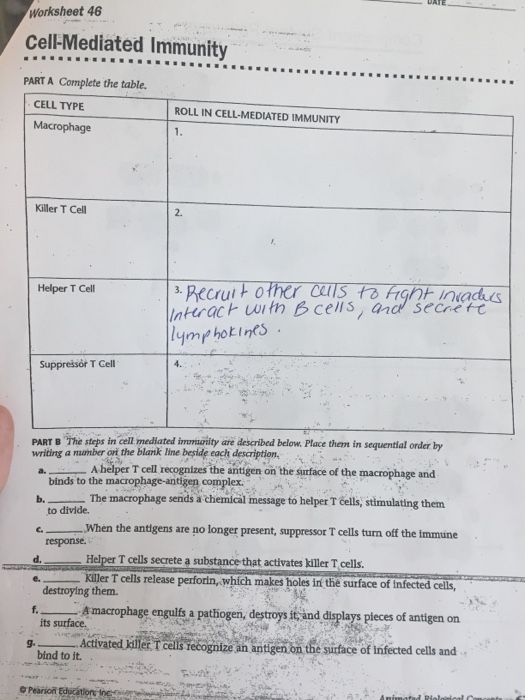 DATE
Worksheet 46
Cell-Mediated Immunity
PART A Complete the table.
CELL TYPE
ROLL IN CELL-MEDIATED IMMUNITY
Macrophage
1.
Killer T Cell
2.
Helper T Cell
3. Recruit other cells to fight invaders
Interact with B cells, and secrete
lymphokines.
Suppressor T Cell
4.
PART B The steps in cell mediated immunity are described below. Place them in sequential order by
writing a number on the blank line beside each description.
a. ______ A helper T cell recognizes the antigen on the surface of the macrophage and
binds to the macrophage-antigen complex.
b. ______ The macrophage sends a chemical message to helper T cells, stimulating them
to divide.
c. ______ When the antigens are no longer present, suppressor T cells turn off the immune
response.
d. ______ Helper T cells secrete a substance that activates killer T cells.
e. ______ Killer T cells release perforin, which makes holes in the surface of infected cells,
destroying them.
f. ______ A macrophage engulfs a pathogen, destroys it, and displays pieces of antigen on
its surface.
g. ______ Activated killer T cells recognize an antigen on the surface of infected cells and
bind to it.
© Pearson Education, Inc.